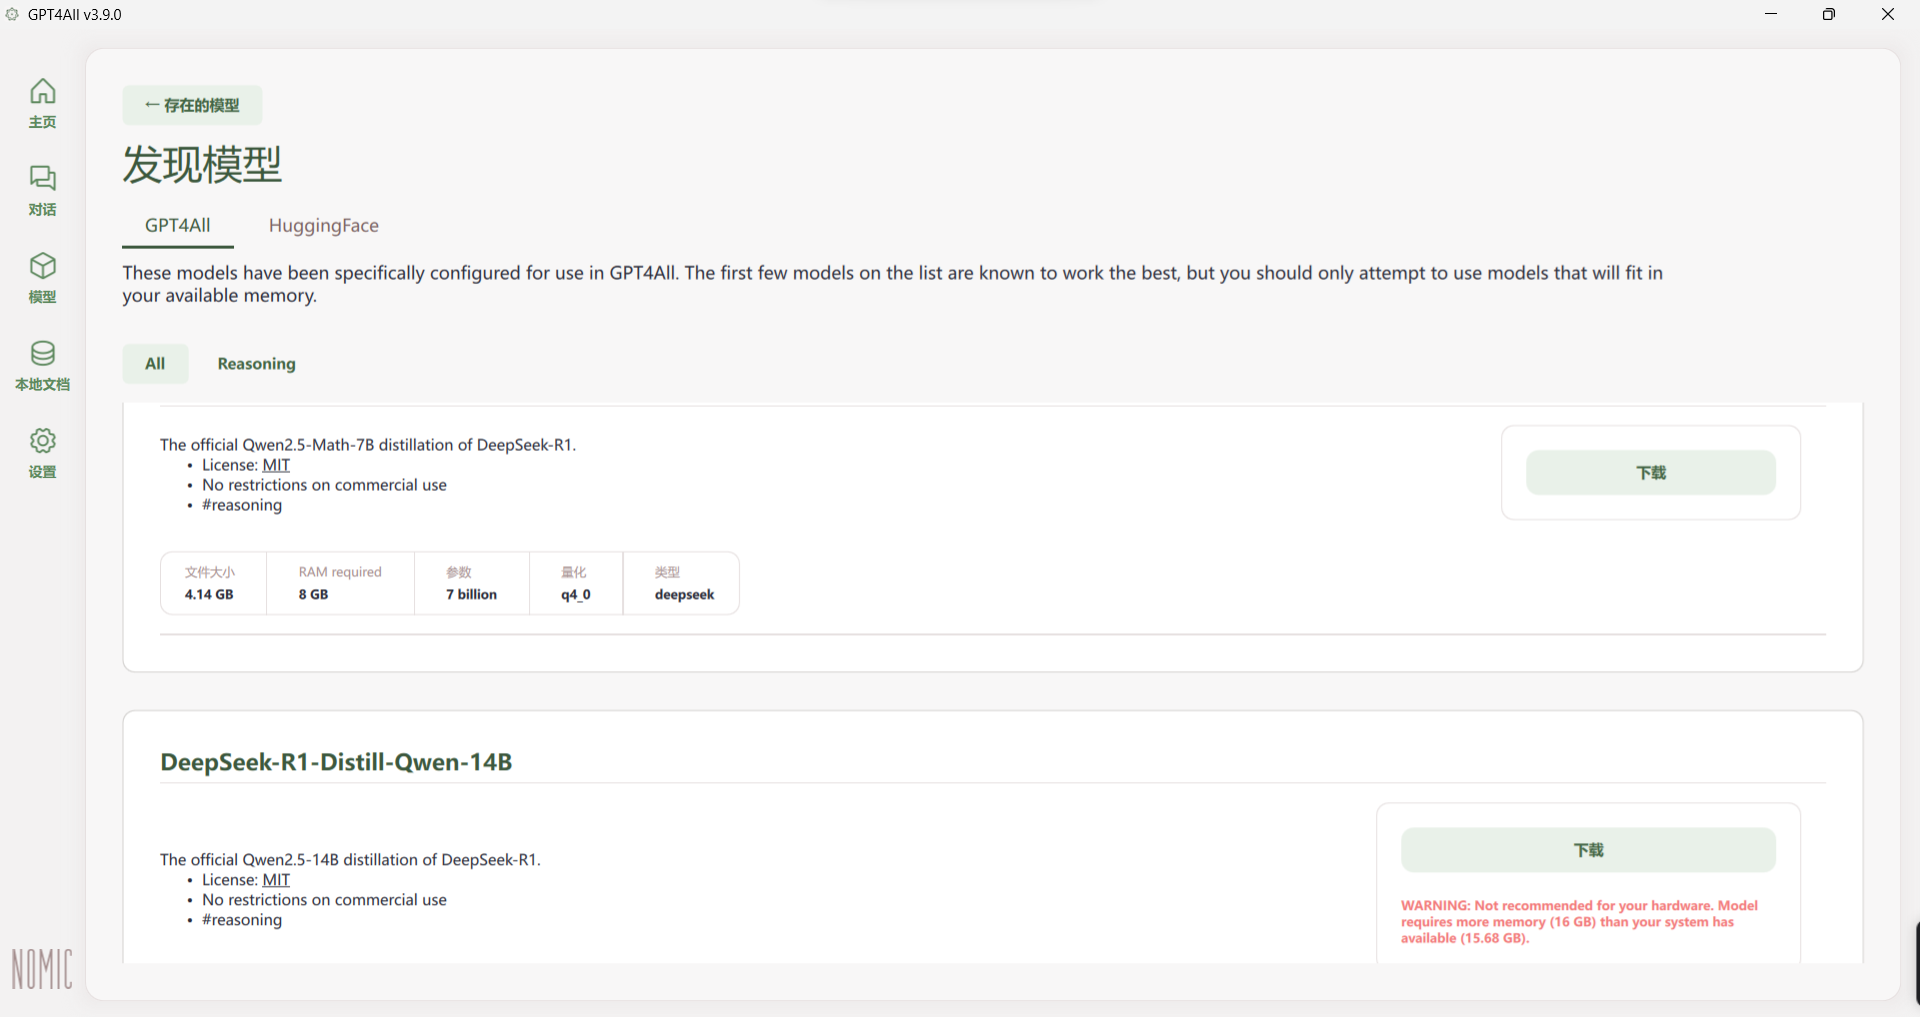 GPT4All v3.9.0
主页
对话
模型
本地文档
设置
NOMIC
← 存在的模型
发现模型
GPT4All
HuggingFace
These models have been specifically configured for use in GPT4All. The first few models on the list are known to work the best, but you should only attempt to use models that will fit in
your available memory.
All
Reasoning
The official Qwen2.5-Math-7B distillation of DeepSeek-R1.
• License: MIT
• No restrictions on commercial use
• #reasoning
下载
文件大小 RAM required 参数 量化 类型
4.14 GB 8 GB 7 billion q4_0 deepseek
DeepSeek-R1-Distill-Qwen-14B
The official Qwen2.5-14B distillation of DeepSeek-R1.
• License: MIT
• No restrictions on commercial use
• #reasoning
下载
WARNING: Not recommended for your hardware. Model
requires more memory (16 GB) than your system has
available (15.68 GB).